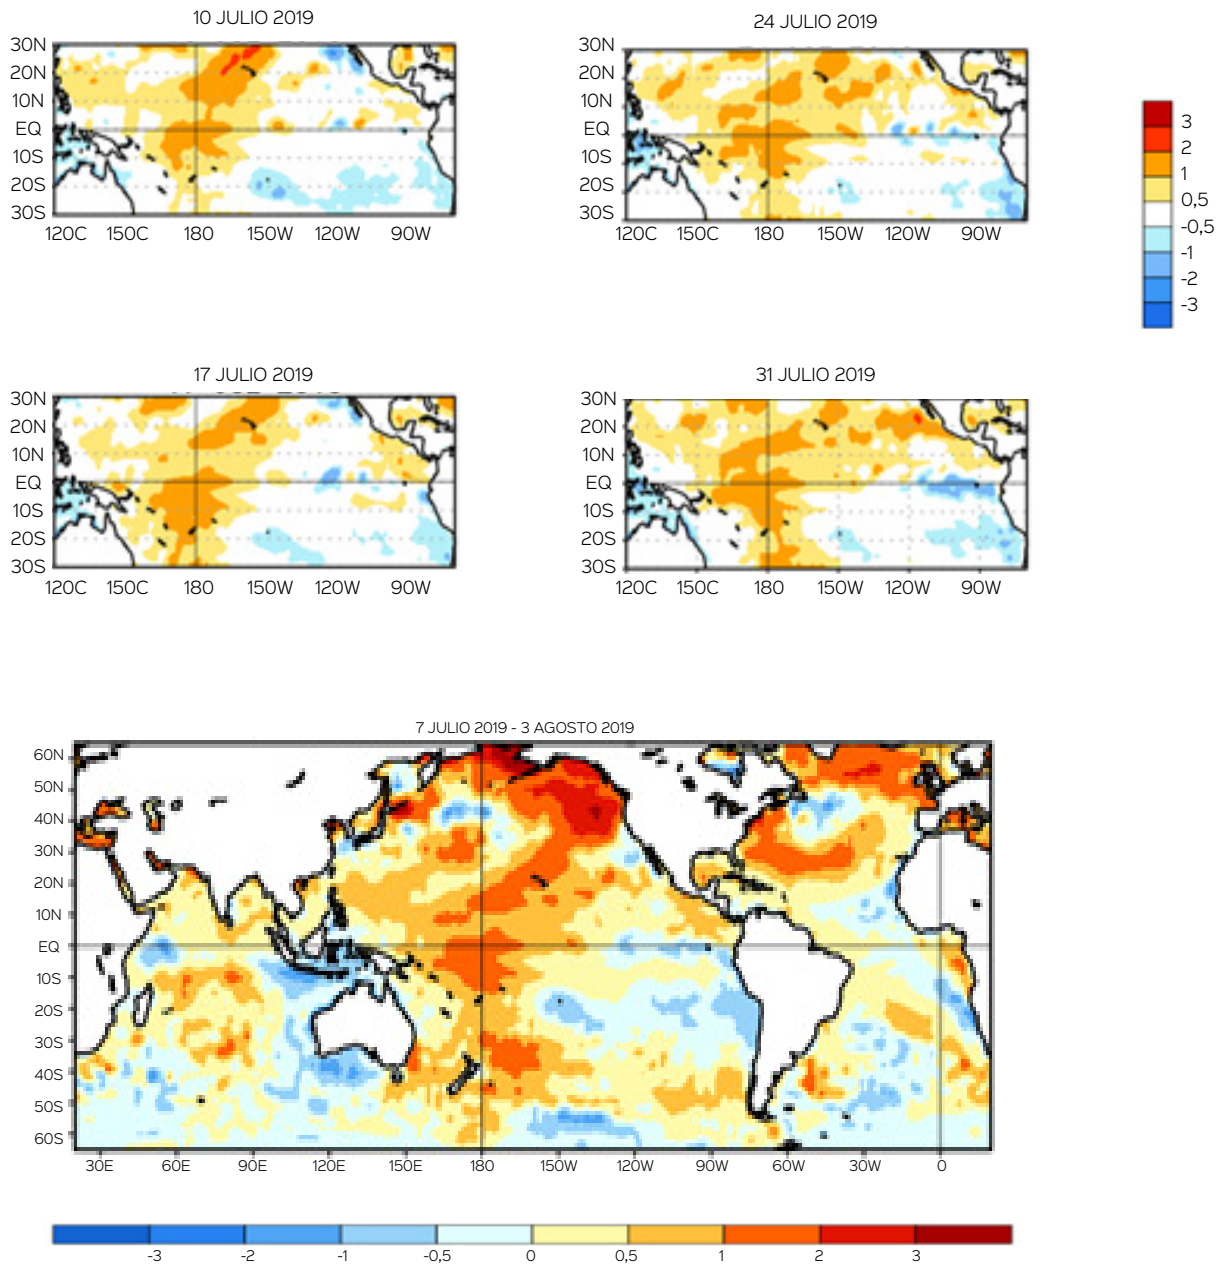 10 JULIO 2019
30N
20N
10N
EQ
10S
20S
30S
120C 150C 180 150W 120W 90W
24 JULIO 2019
30N
20N
10N
EQ
10S
20S
30S
120C 150C 180 150W 120W 90W
3
2
1
0,5
-0,5
-1
-2
-3
17 JULIO 2019
30N
20N
10N
EQ
10S
20S
30S
120C 150C 180 150W 120W 90W
31 JULIO 2019
30N
20N
10N
EQ
10S
20S
30S
120C 150C 180 150W 120W 90W
7 JULIO 2019 - 3 AGOSTO 2019
60N
50N
40N
30N
20N
10N
EQ
10S
20S
30S
40S
50S
60S
30E 60E 90E 120E 150E 180 150W 120W 90W 60W 30W 0
-3 -2 -1 -0,5 0 0,5 1 2 3